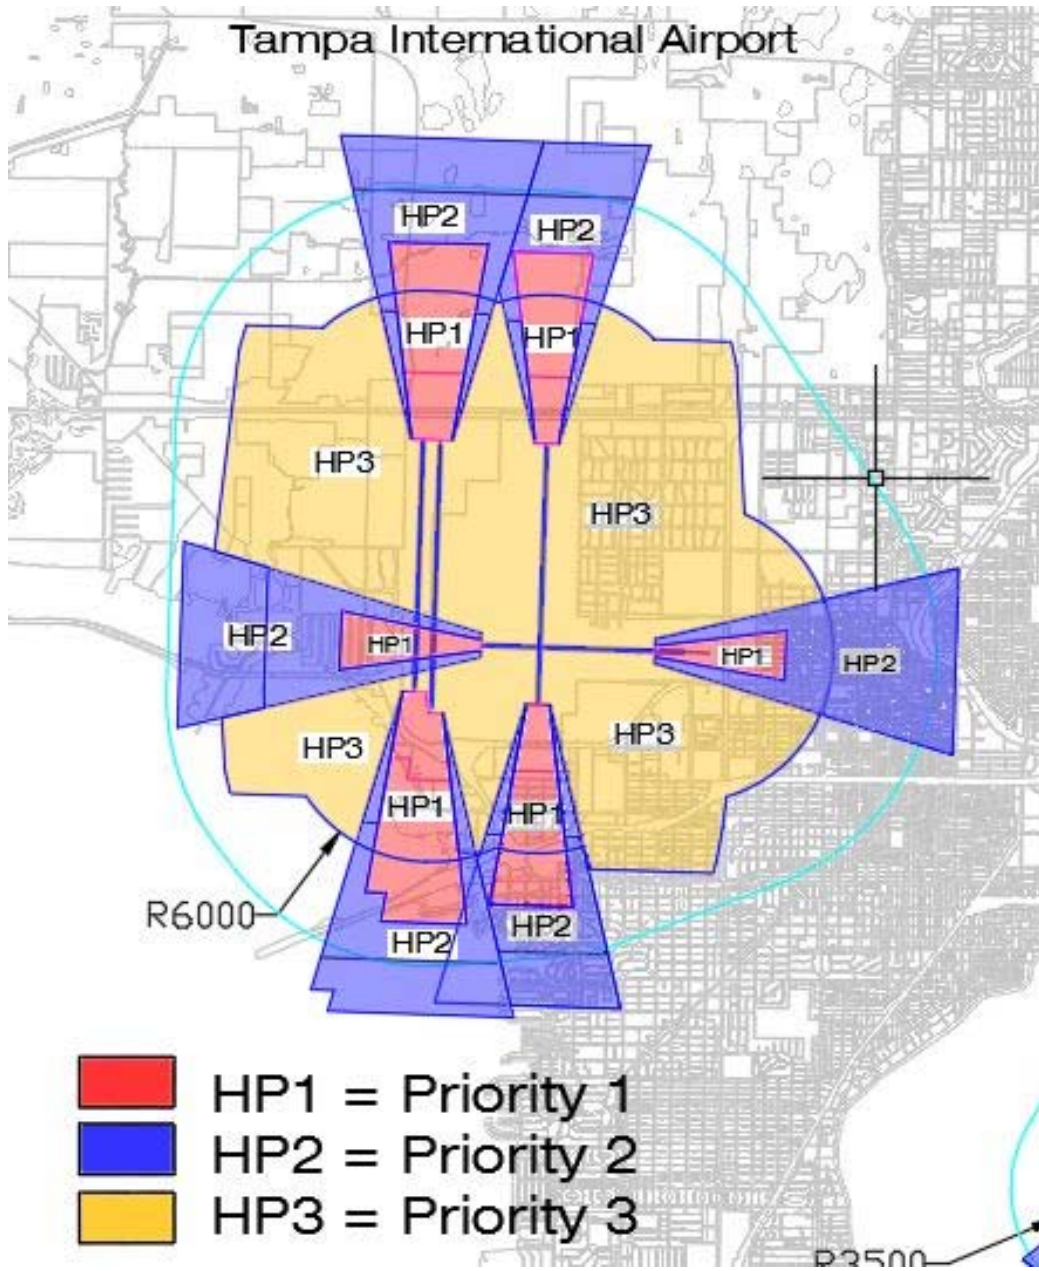 Tampa International Airport
HP2
HP2
HP1
HP1
HP3
HP3
HP2
HP1
HP1
HP2
HP3
HP3
HP1
HP1
R6000
HP2
HP2
HP1 = Priority 1
HP2 = Priority 2
HP3 = Priority 3
R3500